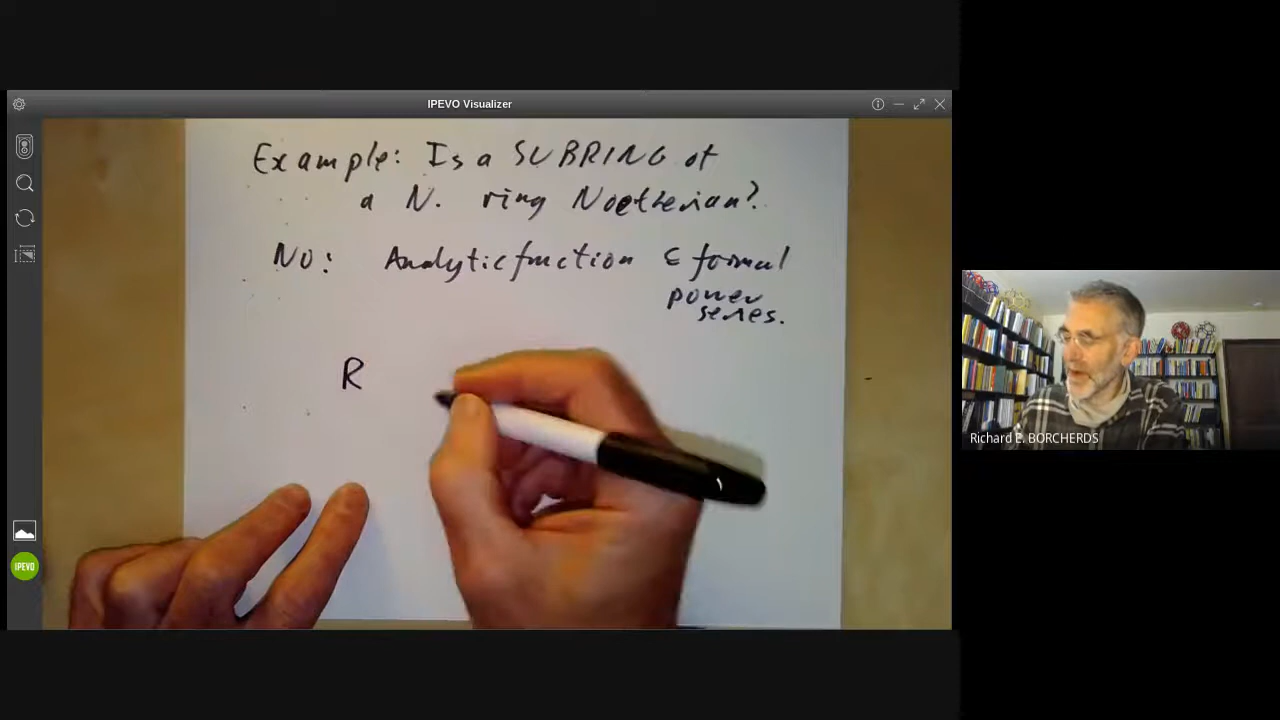 IPEVO Visualizer
Example: Is a SUBRING of
a N. ring Noetherian?
No: Analytic function ⊆ formal
power
series.
R
Richard E. BORCHERDS
IPEVO